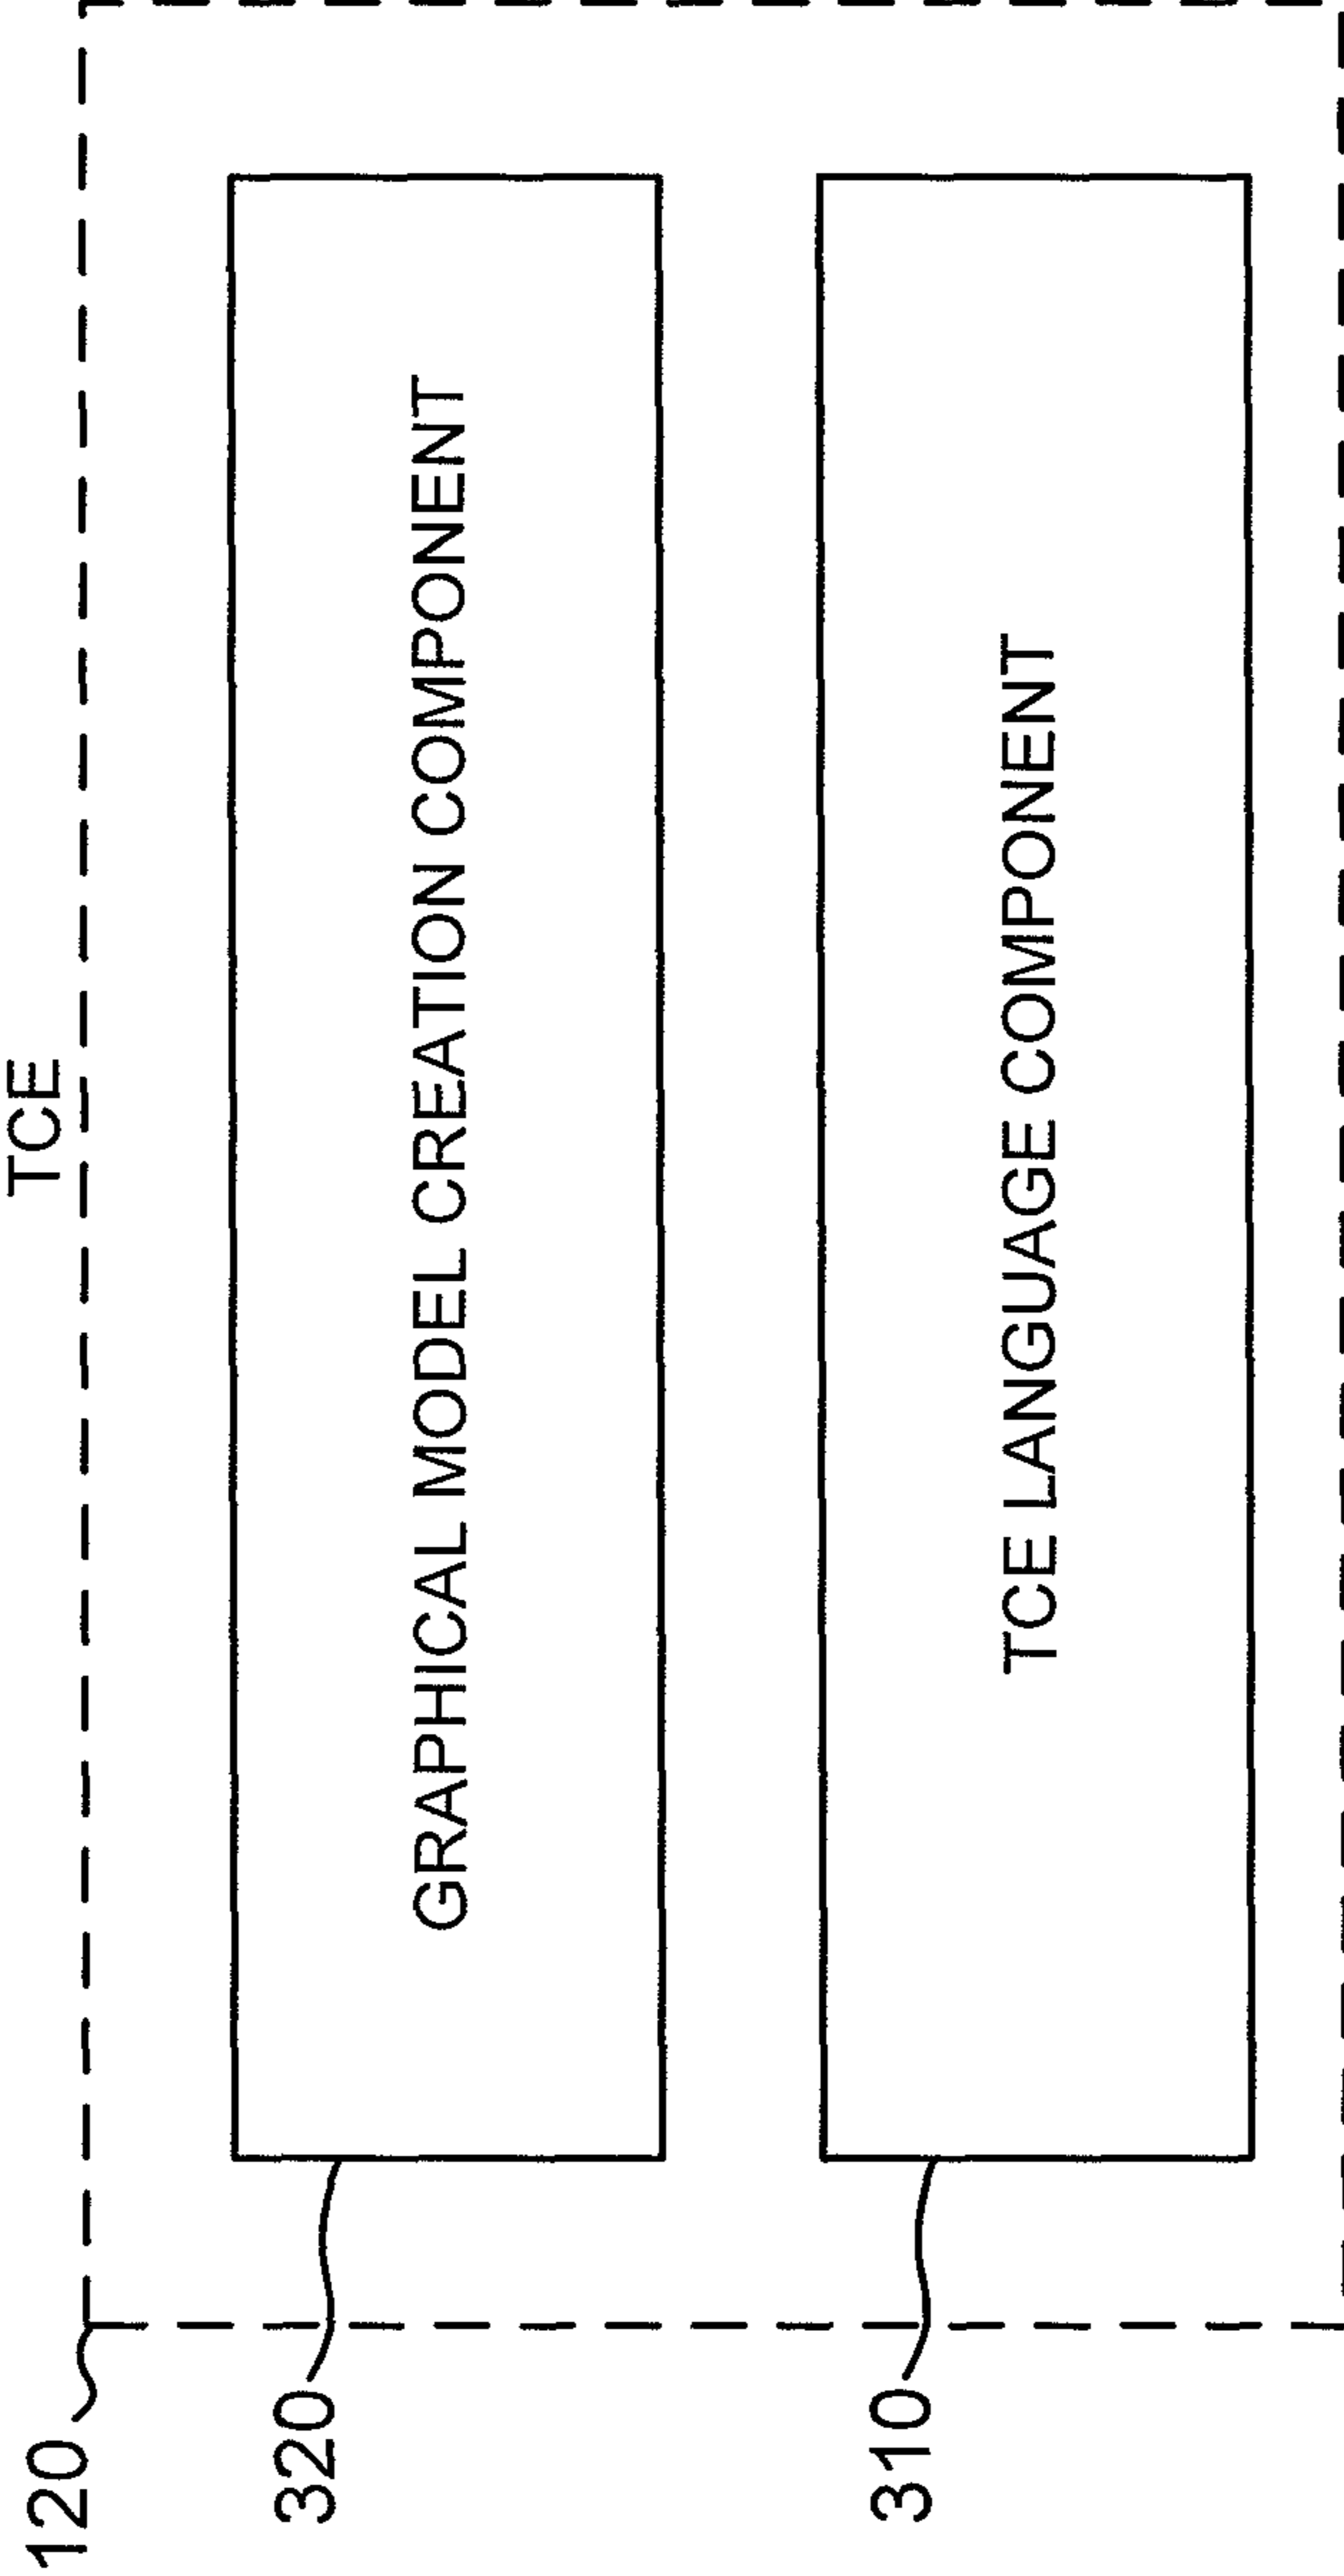 TCE
120
320
GRAPHICAL MODEL CREATION COMPONENT
310
TCE LANGUAGE COMPONENT